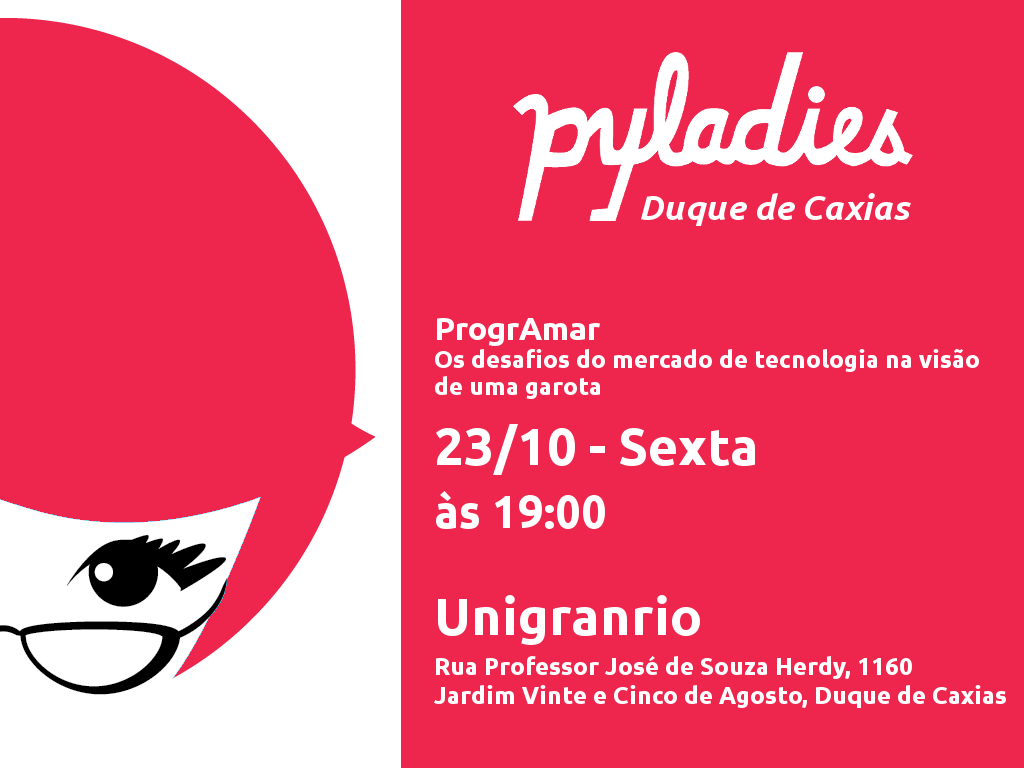 pyladies
Duque de Caxias
ProgrAmar
Os desafios do mercado de tecnologia na visão
de uma garota
23/10 - Sexta
às 19:00
Unigranrio
Rua Professor José de Souza Herdy, 1160
Jardim Vinte e Cinco de Agosto, Duque de Caxias